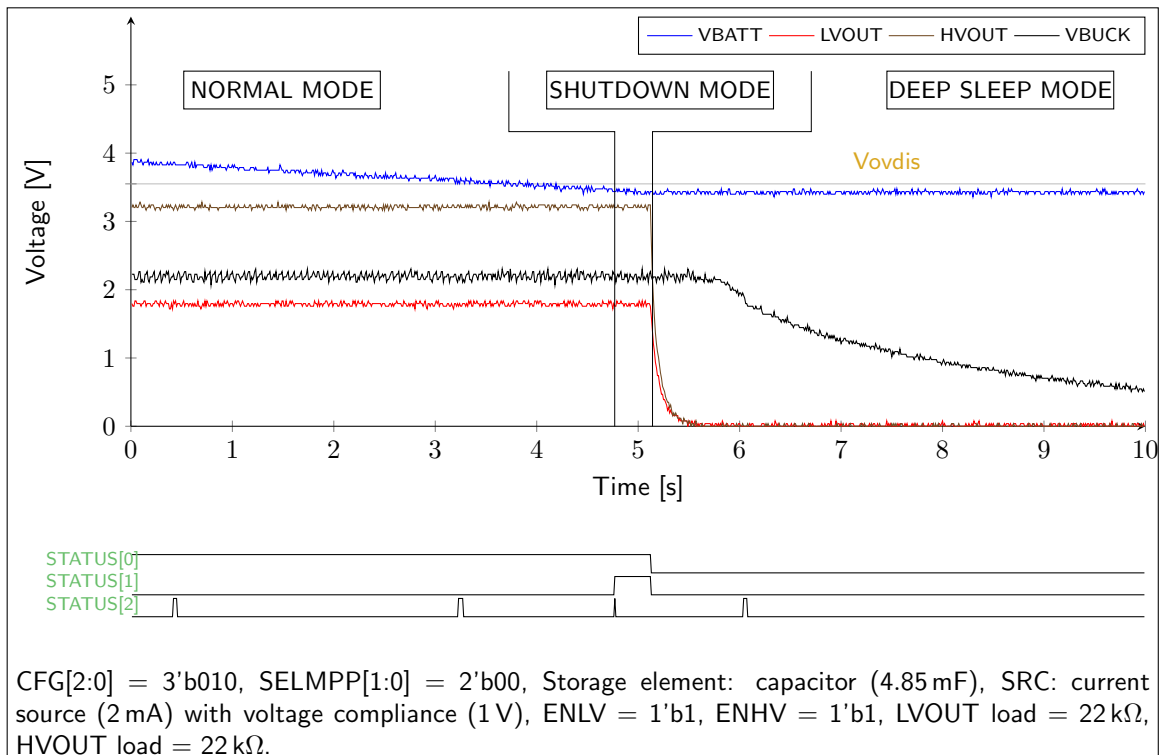 VBATT LVOUT HVOUT VBUCK
NORMAL MODE SHUTDOWN MODE DEEP SLEEP MODE
Vovdis
Voltage [V]
5
4
3
2
1
0
0 1 2 3 4 5 6 7 8 9 10
Time [s]
STATUS[0]
STATUS[1]
STATUS[2]
CFG[2:0] = 3'b010, SELMPP[1:0] = 2'b00, Storage element: capacitor (4.85 mF), SRC: current
source (2 mA) with voltage compliance (1 V), ENLV = 1'b1, ENHV = 1'b1, LVOUT load = 22 kΩ,
HVOUT load = 22 kΩ.